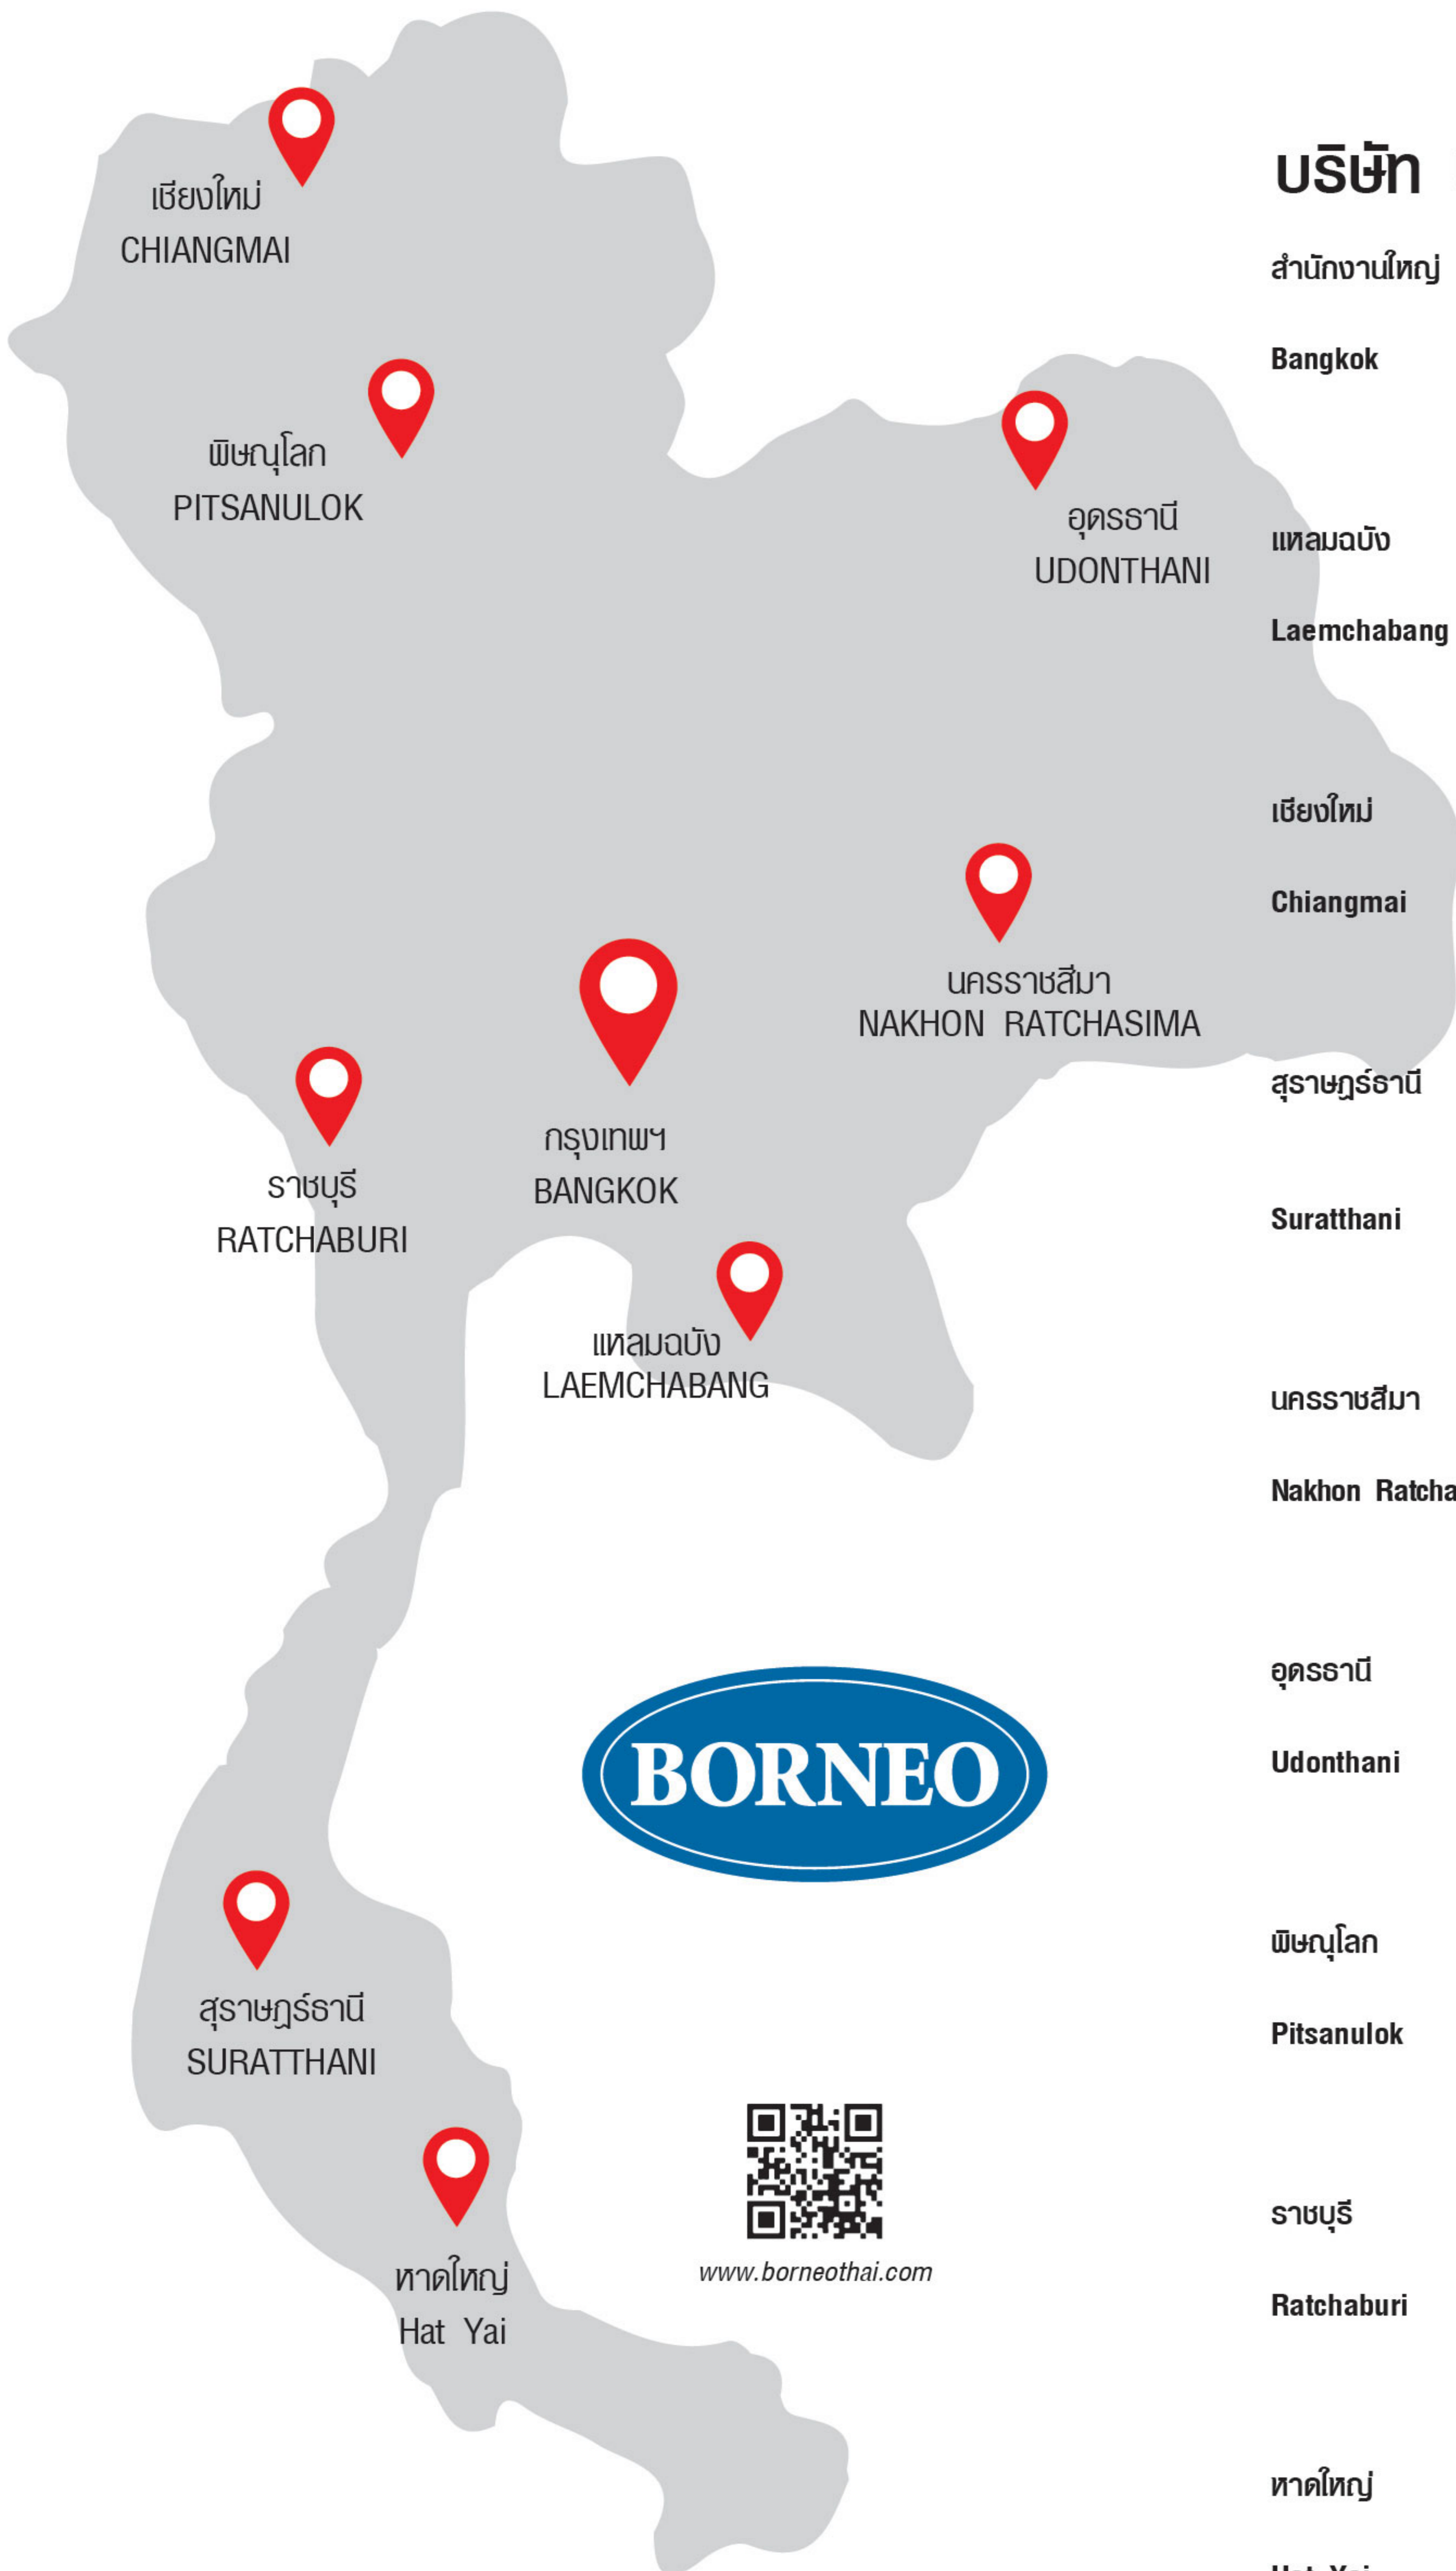 เชียงใหม่
CHIANGMAI
พิษณุโลก
PITSANULOK
อุดรธานี
UDONTHANI
นครราชสีมา
NAKHON RATCHASIMA
กรุงเทพฯ
BANGKOK
ราชบุรี
RATCHABURI
แหลมฉบัง
LAEMCHABANG
BORNEO
สุราษฎร์ธานี
SURATTHANI
หาดใหญ่
Hat Yai
www.borneothai.com
บริษัท
สำนักงานใหญ่
Bangkok
แหลมฉบัง
Laemchabang
เชียงใหม่
Chiangmai
สุราษฎร์ธานี
Suratthani
นครราชสีมา
Nakhon Ratcha
อุดรธานี
Udonthani
พิษณุโลก
Pitsanulok
ราชบุรี
Ratchaburi
หาดใหญ่